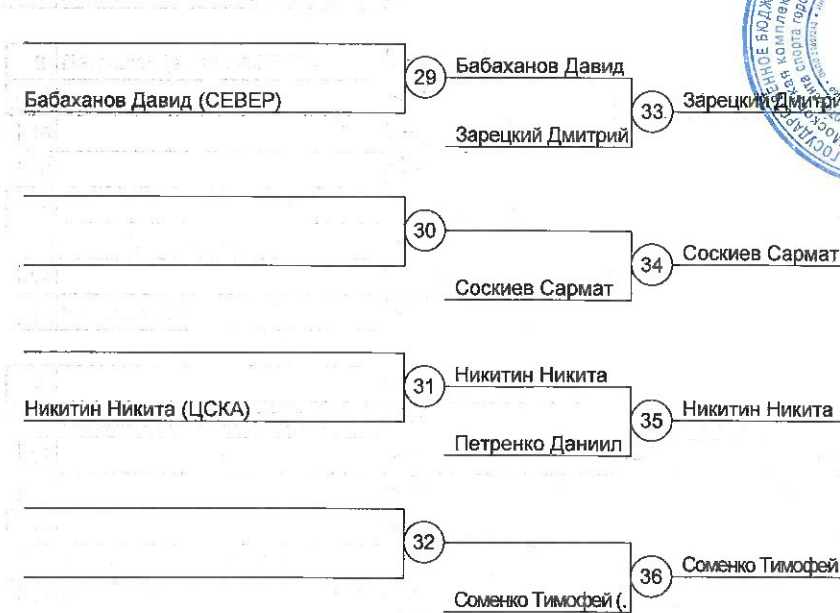 29
Бабаханов Давид
Бабаханов Давид (СЕВЕР)
33
Зарецкий Дмитрий
Зарецкий Дмитрий
30
34
Соскиев Сармат
Соскиев Сармат
31
Никитин Никита
Никитин Никита (ЦСКА)
35
Никитин Никита
Петренко Даниил
32
36
Соменко Тимофей
Соменко Тимофей (.